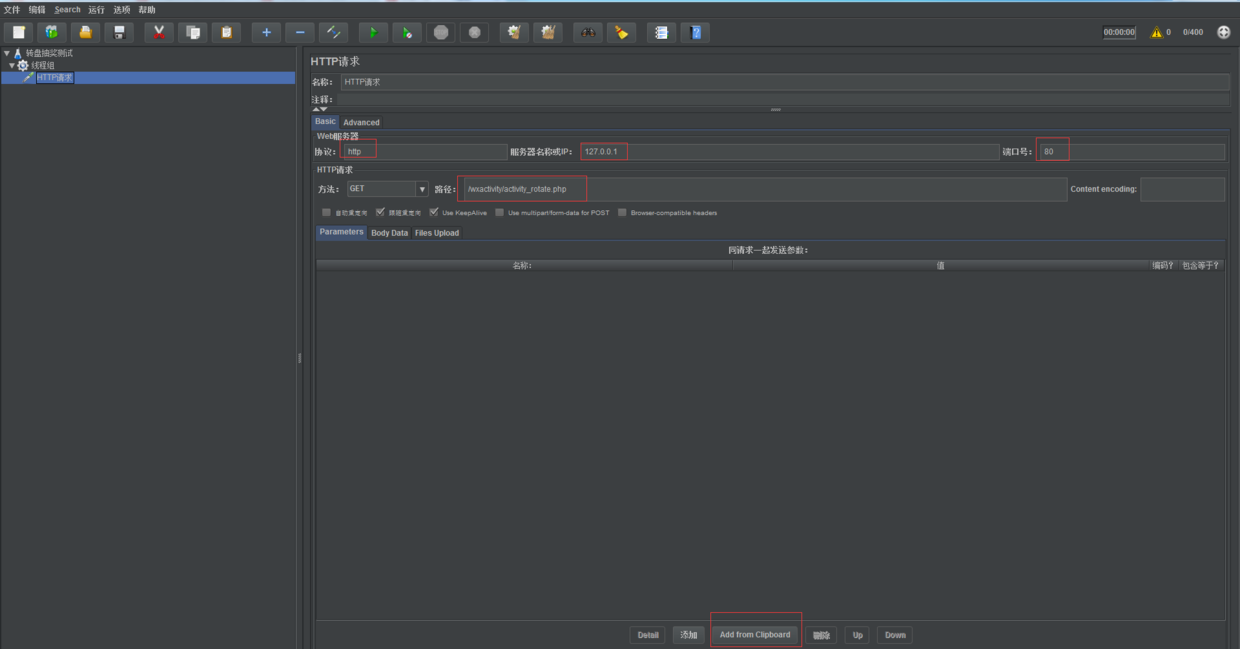 文件 编辑 Search 运行 选项 帮助
00:00:00 0 0/400
转盘抽奖测试
线程组
HTTP请求
HTTP请求
名称: HTTP请求
注释:
Basic Advanced
Web服务器
协议: http 服务器名称或IP: 127.0.0.1 端口号: 80
HTTP请求
方法: GET 路径: /wxactivity/activity_rotate.php Content encoding:
自动重定向 跟随重定向 Use KeepAlive Use multipart/form-data for POST Browser-compatible headers
Parameters Body Data Files Upload
同请求一起发送参数:
名称: 值 编码? 包含等于?
Detail 添加 Add from Clipboard 删除 Up Down